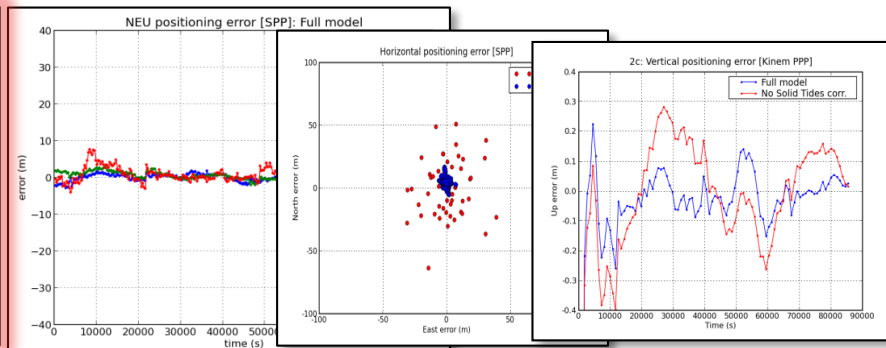 NEU positioning error [SPP]: Full model
40
30
20
10
0
-10
-20
-30
-40
error (m)
0 10000 20000 30000 40000 50000
time (s)
Horizontal positioning error [SPP]
100
50
0
-50
-100
North error (m)
-100 -50 0 50
East error (m)
2c: Vertical positioning error [Kinem PPP]
Full model
No Solid Tides corr.
0.4
0.3
0.2
0.1
0.0
-0.1
-0.2
-0.3
-0.4
Up error (m)
0 10000 20000 30000 40000 50000 60000 70000 80000 90000
Time (s)